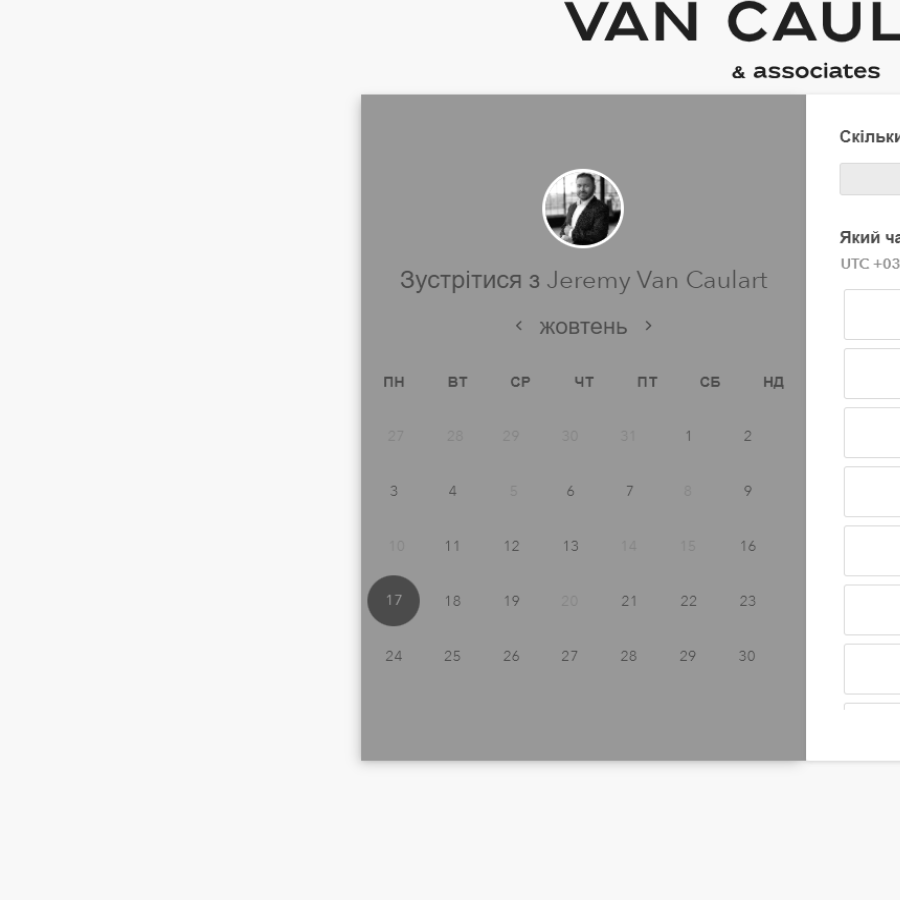 VAN CAUL
& associates
Зустрітися з Jeremy Van Caulart
жовтень
ПН ВТ СР ЧТ ПТ СБ НД
27 28 29 30 31 1 2
3 4 5 6 7 8 9
10 11 12 13 14 15 16
17 18 19 20 21 22 23
24 25 26 27 28 29 30
Скільки
Який ча
UTC +03